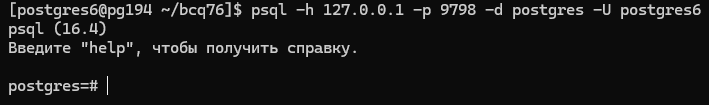 [postgres6@pg194 ~/bcq76]$ psql -h 127.0.0.1 -p 9798 -d postgres -U postgres6
psql (16.4)
Введите "help", чтобы получить справку.
postgres=#